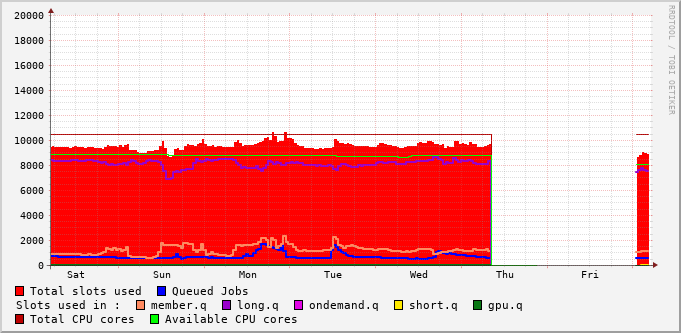 20000
18000
16000
14000
12000
10000
8000
6000
4000
2000
0
Sat Sun Mon Tue Wed Thu Fri
RRDTOOL / TOBI OETIKER
Total slots used Queued Jobs
Slots used in : member.q long.q ondemand.q short.q gpu.q
Total CPU cores Available CPU cores